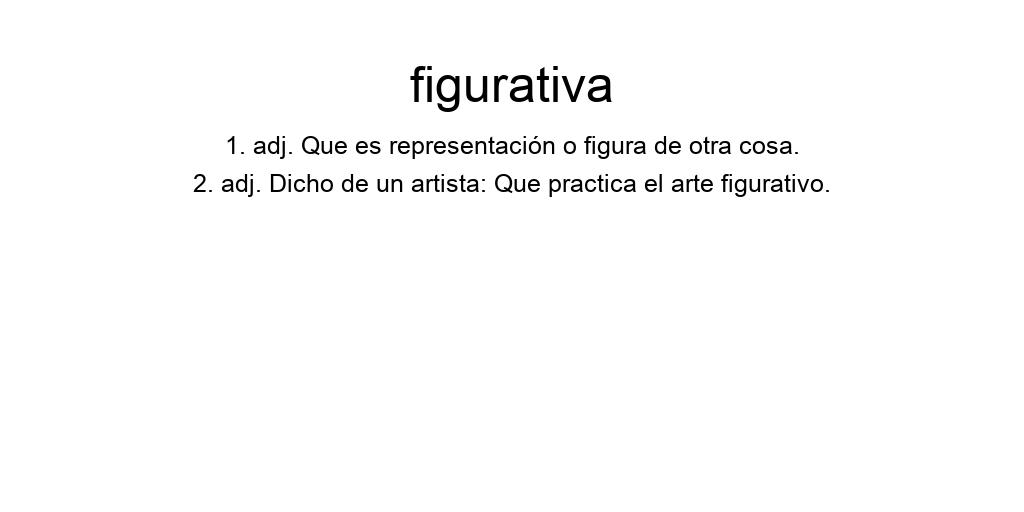 figurativa
1. adj. Que es representación o figura de otra cosa.
2. adj. Dicho de un artista: Que practica el arte figurativo.